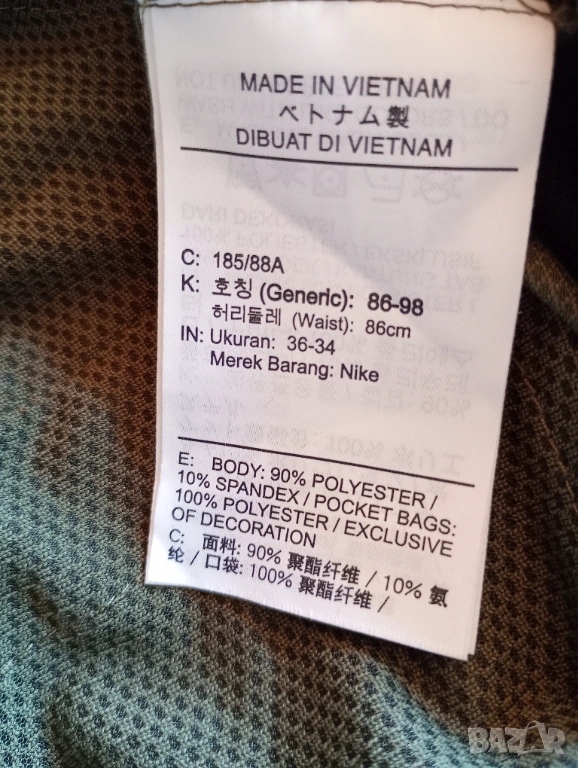 MADE IN VIETNAM
ベトナム製
DIBUAT DI VIETNAM
C: 185/88A
K: 호칭 (Generic): 86-98
허리둘레 (Waist): 86cm
IN: Ukuran: 36-34
Merek Barang: Nike
E: BODY: 90% POLYESTER /
10% SPANDEX / POCKET BAGS:
100% POLYESTER / EXCLUSIVE
OF DECORATION
C: 面料: 90% 聚酯纤维 / 10% 氨
纶 / 口袋: 100% 聚酯纤维 /
BAZAR